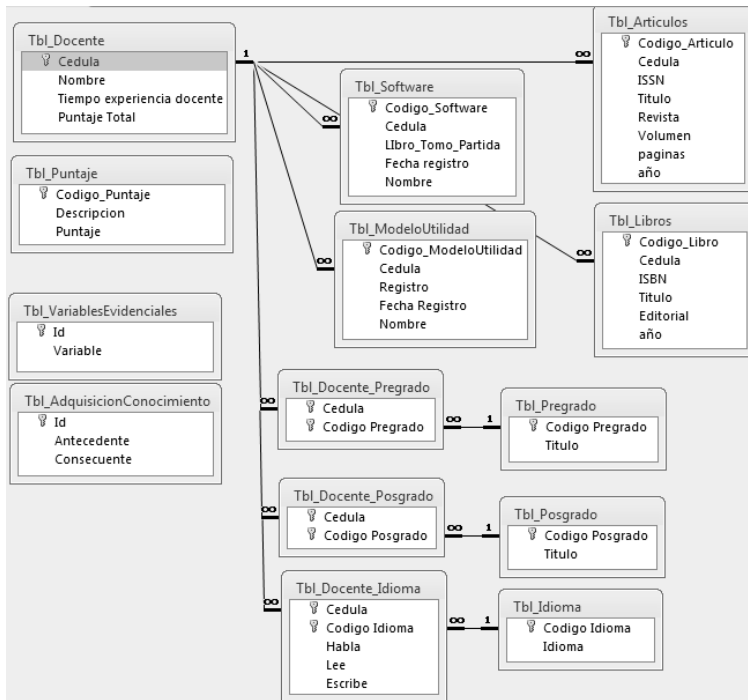 Tbl_Docente
Cedula
Nombre
Tiempo experiencia docente
Puntaje Total
1
∞
Tbl_Articulos
Codigo_Articulo
Cedula
ISSN
Titulo
Revista
Volumen
paginas
año
Tbl_Software
Codigo_Software
Cedula
LIbro_Tomo_Partida
Fecha registro
Nombre
∞
Tbl_Puntaje
Codigo_Puntaje
Descripcion
Puntaje
Tbl_ModeloUtilidad
Codigo_ModeloUtilidad
Cedula
Registro
Fecha Registro
Nombre
∞
Tbl_Libros
Codigo_Libro
Cedula
ISBN
Titulo
Editorial
año
∞
Tbl_VariablesEvidenciales
Id
Variable
Tbl_AdquisicionConocimiento
Id
Antecedente
Consecuente
Tbl_Docente_Pregrado
Cedula
Codigo Pregrado
∞
∞
1
Tbl_Pregrado
Codigo Pregrado
Titulo
Tbl_Docente_Posgrado
Cedula
Codigo Posgrado
∞
∞
1
Tbl_Posgrado
Codigo Posgrado
Titulo
Tbl_Docente_Idioma
Cedula
Codigo Idioma
Habla
Lee
Escribe
∞
∞
1
Tbl_Idioma
Codigo Idioma
Idioma